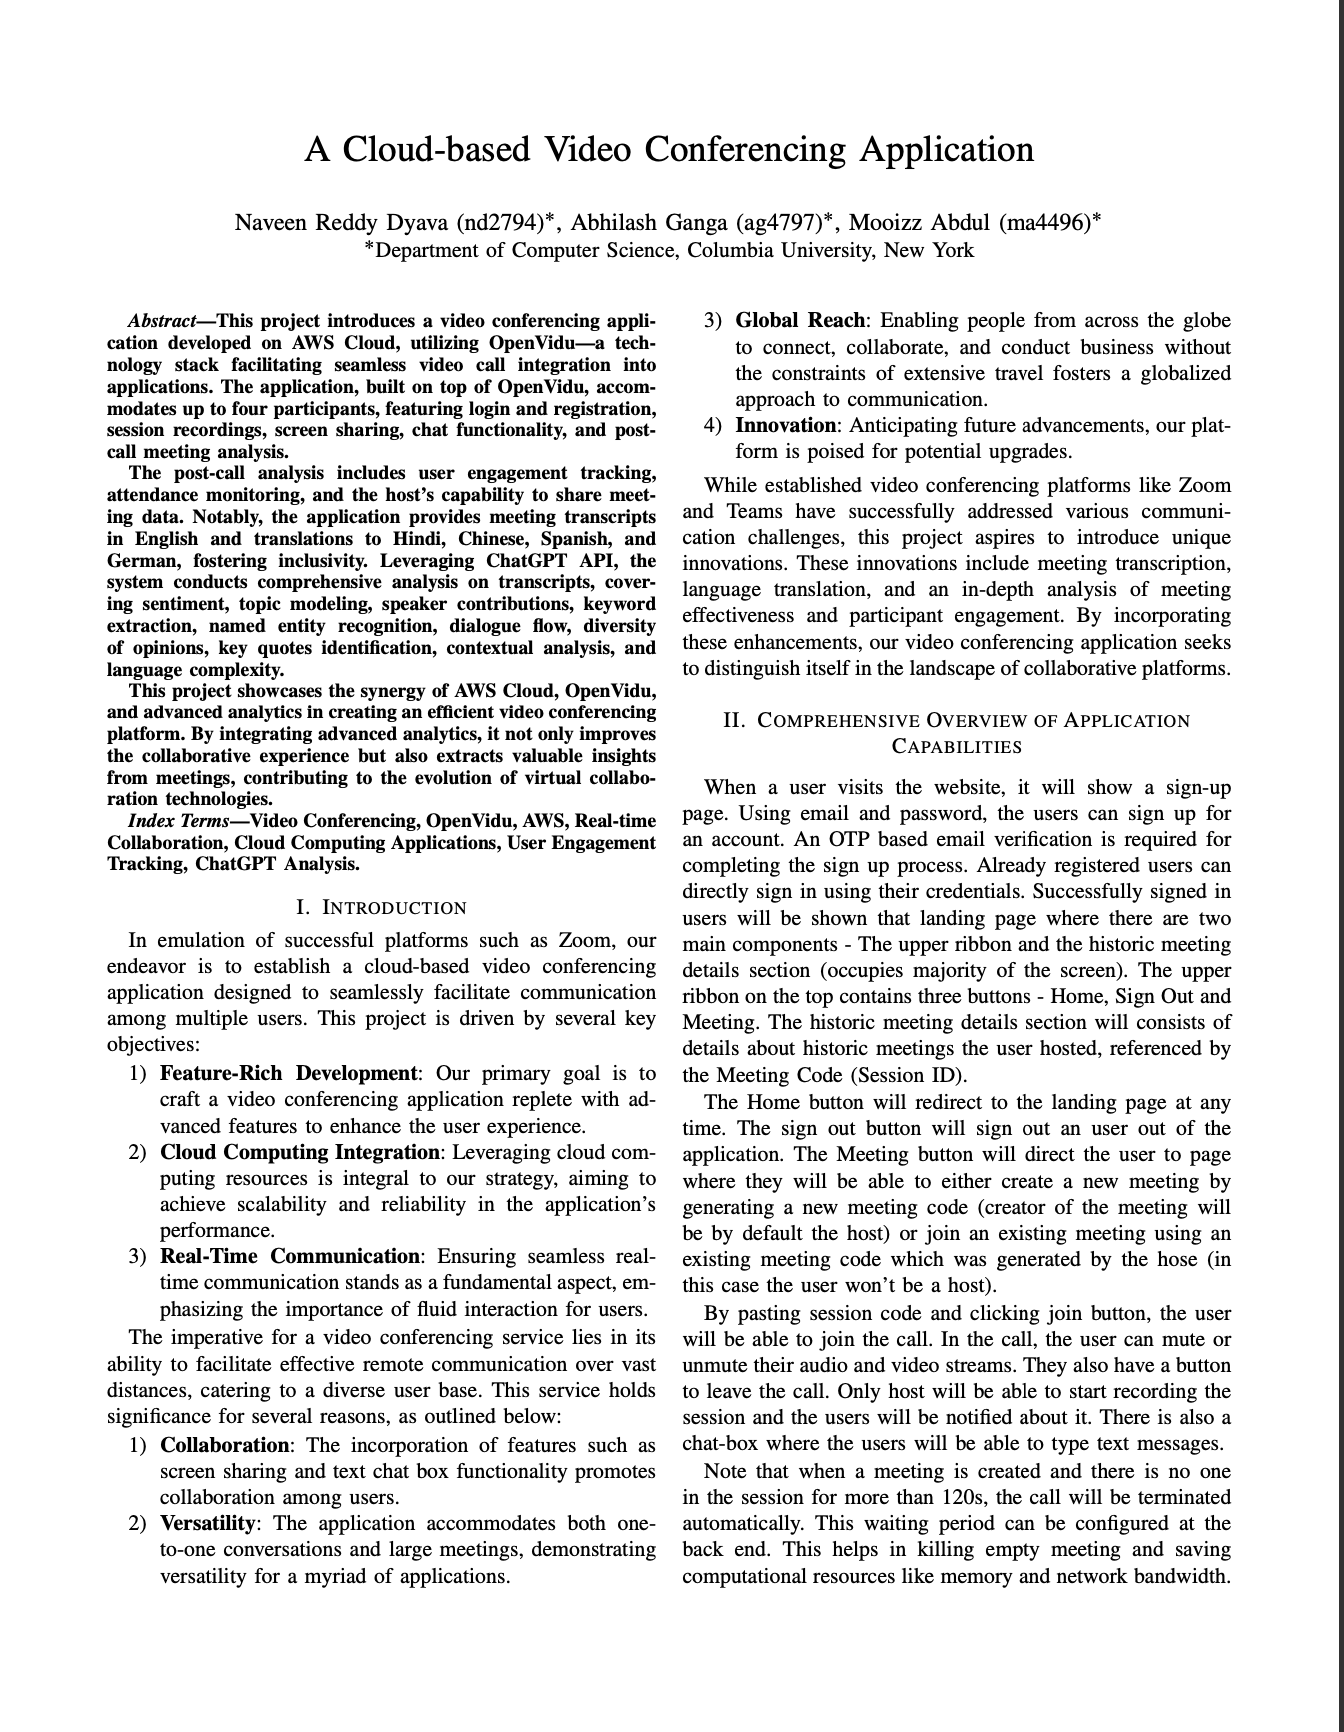 A Cloud-based Video Conferencing Application
Naveen Reddy Dyava (nd2794)*, Abhilash Ganga (ag4797)*, Mooizz Abdul (ma4496)*
*Department of Computer Science, Columbia University, New York
Abstract—This project introduces a video conferencing appli-
cation developed on AWS Cloud, utilizing OpenVidu—a tech-
nology stack facilitating seamless video call integration into
applications. The application, built on top of OpenVidu, accom-
modates up to four participants, featuring login and registration,
session recordings, screen sharing, chat functionality, and post-
call meeting analysis.
The post-call analysis includes user engagement tracking,
attendance monitoring, and the host's capability to share meet-
ing data. Notably, the application provides meeting transcripts
in English and translations to Hindi, Chinese, Spanish, and
German, fostering inclusivity. Leveraging ChatGPT API, the
system conducts comprehensive analysis on transcripts, cover-
ing sentiment, topic modeling, speaker contributions, keyword
extraction, named entity recognition, dialogue flow, diversity
of opinions, key quotes identification, contextual analysis, and
language complexity.
This project showcases the synergy of AWS Cloud, OpenVidu,
and advanced analytics in creating an efficient video conferencing
platform. By integrating advanced analytics, it not only improves
the collaborative experience but also extracts valuable insights
from meetings, contributing to the evolution of virtual collabo-
ration technologies.
Index Terms—Video Conferencing, OpenVidu, AWS, Real-time
Collaboration, Cloud Computing Applications, User Engagement
Tracking, ChatGPT Analysis.
I. INTRODUCTION
In emulation of successful platforms such as Zoom, our
endeavor is to establish a cloud-based video conferencing
application designed to seamlessly facilitate communication
among multiple users. This project is driven by several key
objectives:
1) Feature-Rich Development: Our primary goal is to
craft a video conferencing application replete with ad-
vanced features to enhance the user experience.
2) Cloud Computing Integration: Leveraging cloud com-
puting resources is integral to our strategy, aiming to
achieve scalability and reliability in the application's
performance.
3) Real-Time Communication: Ensuring seamless real-
time communication stands as a fundamental aspect, em-
phasizing the importance of fluid interaction for users.
The imperative for a video conferencing service lies in its
ability to facilitate effective remote communication over vast
distances, catering to a diverse user base. This service holds
significance for several reasons, as outlined below:
1) Collaboration: The incorporation of features such as
screen sharing and text chat box functionality promotes
collaboration among users.
2) Versatility: The application accommodates both one-
to-one conversations and large meetings, demonstrating
versatility for a myriad of applications.
3) Global Reach: Enabling people from across the globe
to connect, collaborate, and conduct business without
the constraints of extensive travel fosters a globalized
approach to communication.
4) Innovation: Anticipating future advancements, our plat-
form is poised for potential upgrades.
While established video conferencing platforms like Zoom
and Teams have successfully addressed various communi-
cation challenges, this project aspires to introduce unique
innovations. These innovations include meeting transcription,
language translation, and an in-depth analysis of meeting
effectiveness and participant engagement. By incorporating
these enhancements, our video conferencing application seeks
to distinguish itself in the landscape of collaborative platforms.
II. COMPREHENSIVE OVERVIEW OF APPLICATION
CAPABILITIES
When a user visits the website, it will show a sign-up
page. Using email and password, the users can sign up for
an account. An OTP based email verification is required for
completing the sign up process. Already registered users can
directly sign in using their credentials. Successfully signed in
users will be shown that landing page where there are two
main components - The upper ribbon and the historic meeting
details section (occupies majority of the screen). The upper
ribbon on the top contains three buttons - Home, Sign Out and
Meeting. The historic meeting details section will consists of
details about historic meetings the user hosted, referenced by
the Meeting Code (Session ID).
The Home button will redirect to the landing page at any
time. The sign out button will sign out an user out of the
application. The Meeting button will direct the user to page
where they will be able to either create a new meeting by
generating a new meeting code (creator of the meeting will
be by default the host) or join an existing meeting using an
existing meeting code which was generated by the hose (in
this case the user won't be a host).
By pasting session code and clicking join button, the user
will be able to join the call. In the call, the user can mute or
unmute their audio and video streams. They also have a button
to leave the call. Only host will be able to start recording the
session and the users will be notified about it. There is also a
chat-box where the users will be able to type text messages.
Note that when a meeting is created and there is no one
in the session for more than 120s, the call will be terminated
automatically. This waiting period can be configured at the
back end. This helps in killing empty meeting and saving
computational resources like memory and network bandwidth.